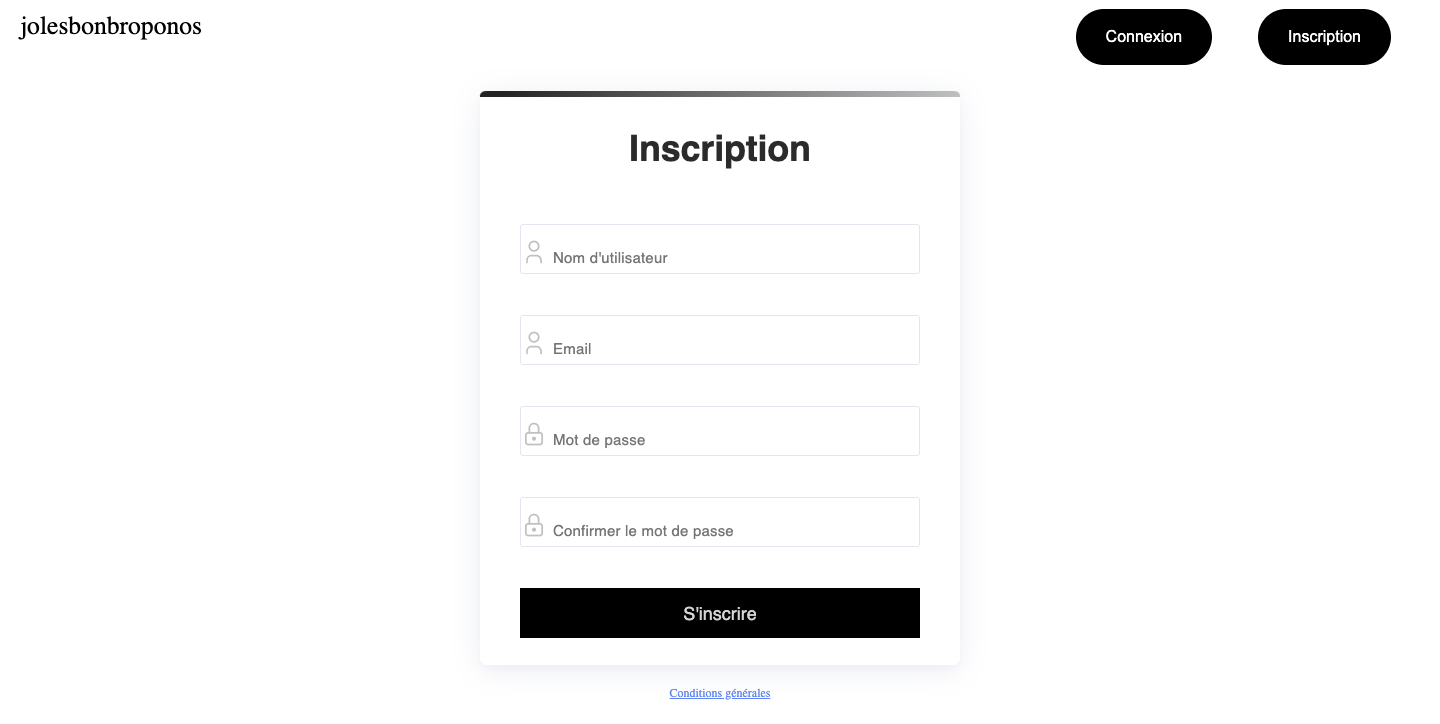 jolesbonbroponos
Connexion
Inscription
Inscription
Nom d'utilisateur
Email
Mot de passe
Confirmer le mot de passe
S'inscrire
Conditions générales